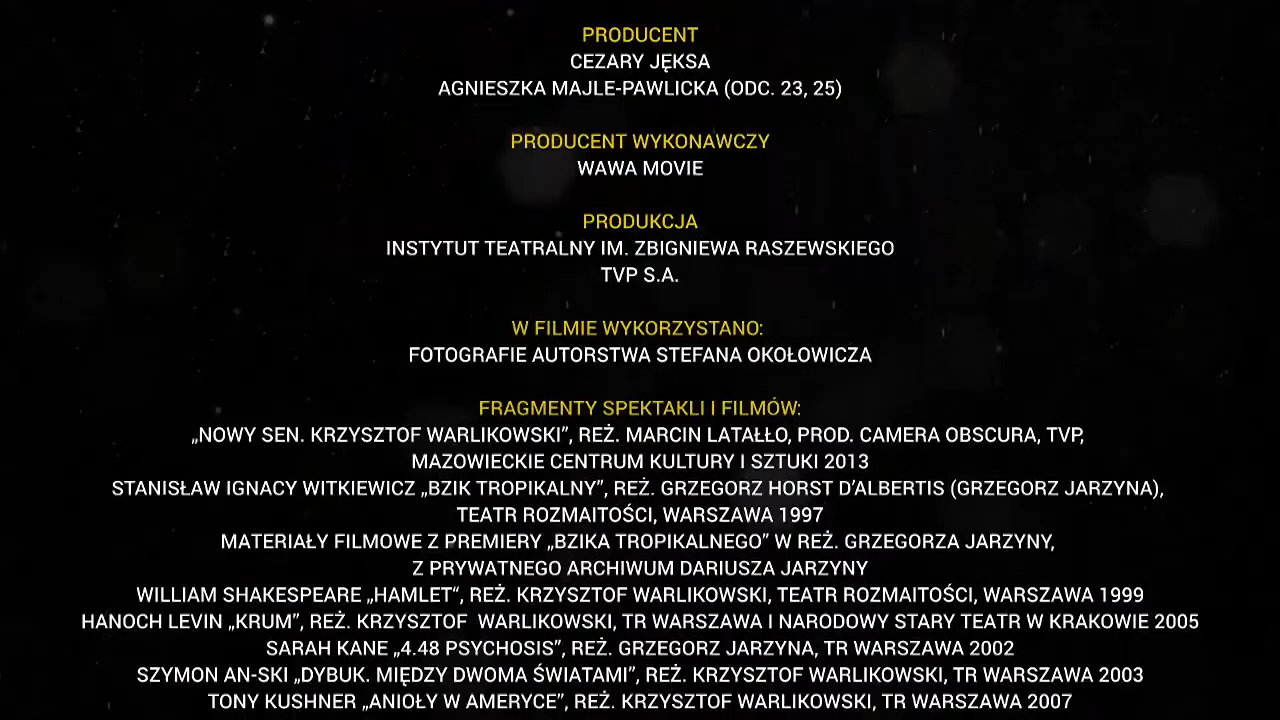 PRODUCENT
CEZARY JĘKSA
AGNIESZKA MAJLE-PAWLICKA (ODC. 23, 25)
PRODUCENT WYKONAWCZY
WAWA MOVIE
PRODUKCJA
INSTYTUT TEATRALNY IM. ZBIGNIEWA RASZEWSKIEGO
TVP S.A.
W FILMIE WYKORZYSTANO:
FOTOGRAFIE AUTORSTWA STEFANA OKOŁOWICZA
FRAGMENTY SPEKTAKLI I FILMÓW:
„NOWY SEN. KRZYSZTOF WARLIKOWSKI”, REŻ. MARCIN LATAŁŁO, PROD. CAMERA OBSCURA, TVP,
MAZOWIECKIE CENTRUM KULTURY I SZTUKI 2013
STANISŁAW IGNACY WITKIEWICZ „BZIK TROPIKALNY”, REŻ. GRZEGORZ HORST D’ALBERTIS (GRZEGORZ JARZYNA),
TEATR ROZMAITOŚCI, WARSZAWA 1997
MATERIAŁY FILMOWE Z PREMIERY „BZIKA TROPIKALNEGO” W REŻ. GRZEGORZA JARZYNY,
Z PRYWATNEGO ARCHIWUM DARIUSZA JARZYNY
WILLIAM SHAKESPEARE „HAMLET“, REŻ. KRZYSZTOF WARLIKOWSKI, TEATR ROZMAITOŚCI, WARSZAWA 1999
HANOCH LEVIN „KRUM”, REŻ. KRZYSZTOF  WARLIKOWSKI, TR WARSZAWA I NARODOWY STARY TEATR W KRAKOWIE 2005
SARAH KANE „4.48 PSYCHOSIS”, REŻ. GRZEGORZ JARZYNA, TR WARSZAWA 2002
SZYMON AN-SKI „DYBUK. MIĘDZY DWOMA ŚWIATAMI”, REŻ. KRZYSZTOF WARLIKOWSKI, TR WARSZAWA 2003
TONY KUSHNER „ANIOŁY W AMERYCE”, REŻ. KRZYSZTOF WARLIKOWSKI, TR WARSZAWA 2007